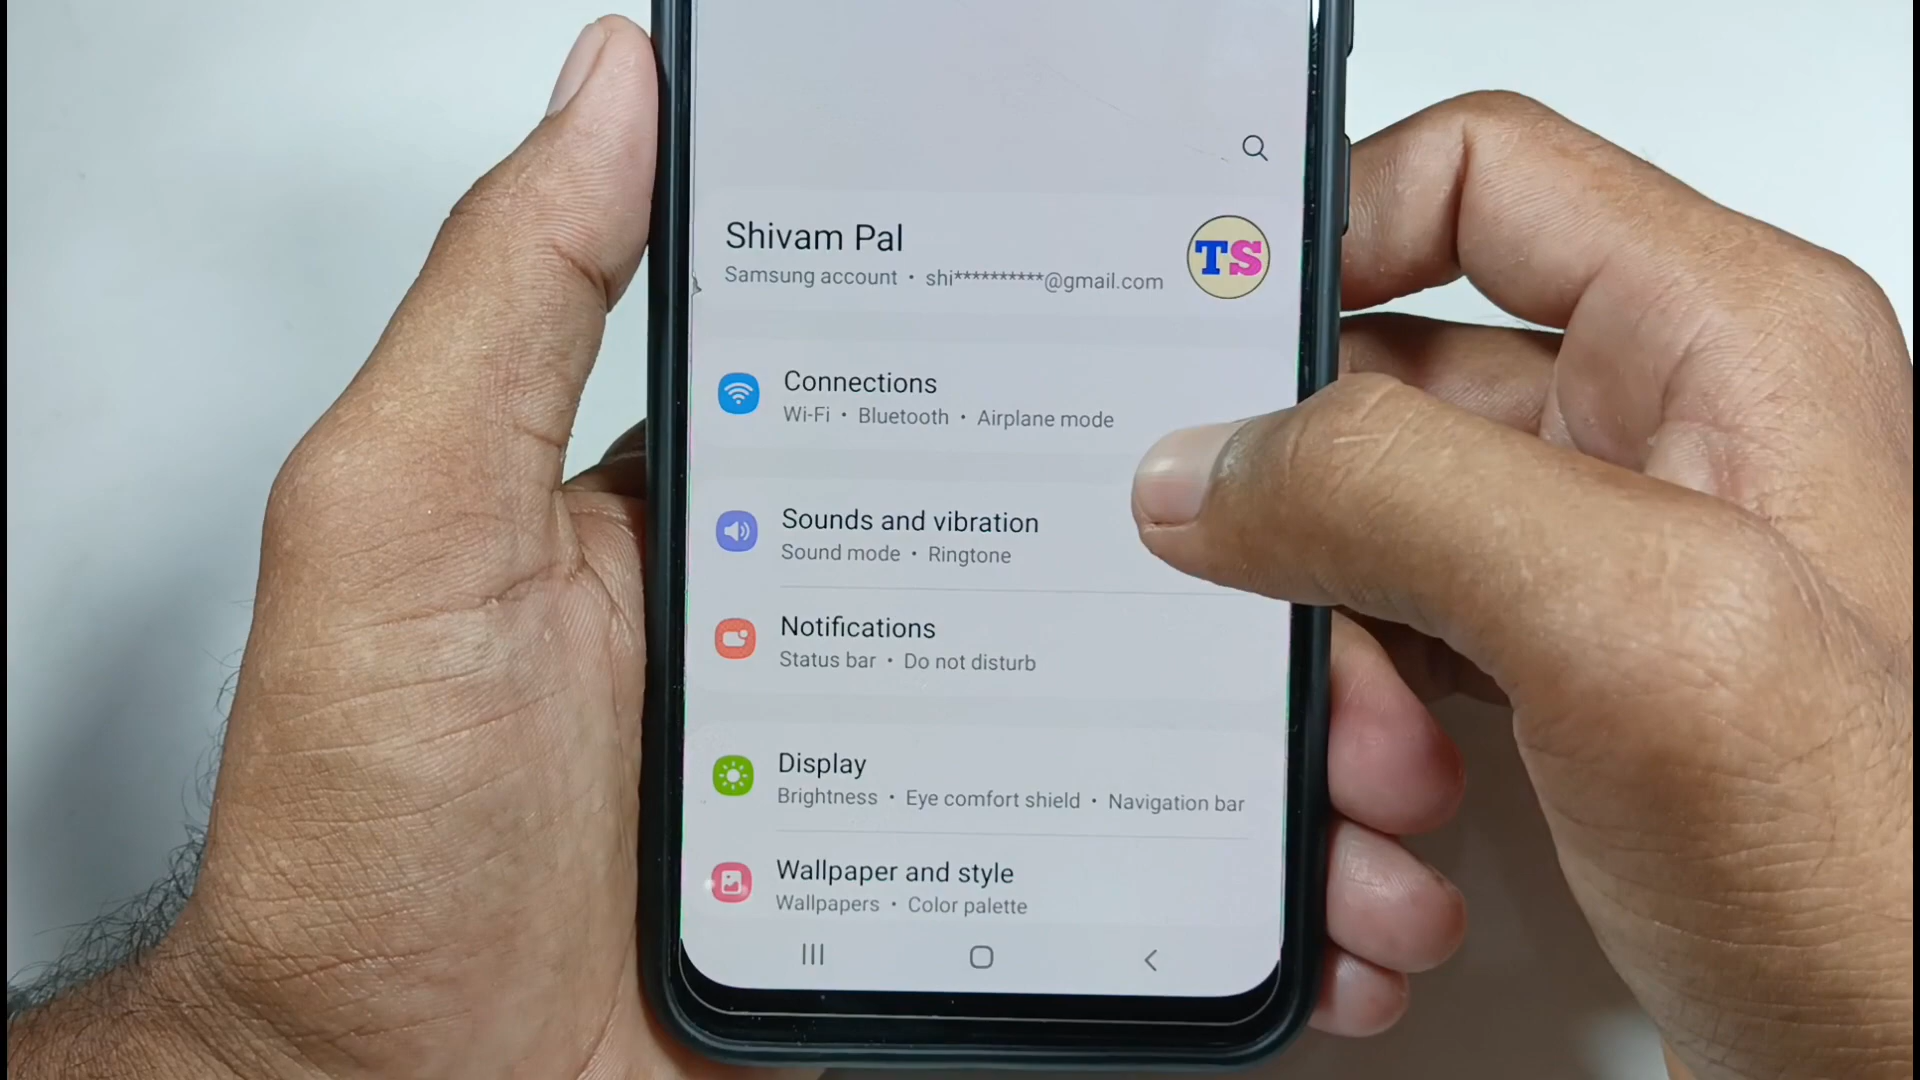 Shivam Pal
Samsung account • shi**********@gmail.com
TS
Connections
Wi-Fi • Bluetooth • Airplane mode
Sounds and vibration
Sound mode • Ringtone
Notifications
Status bar • Do not disturb
Display
Brightness • Eye comfort shield • Navigation bar
Wallpaper and style
Wallpapers • Color palette